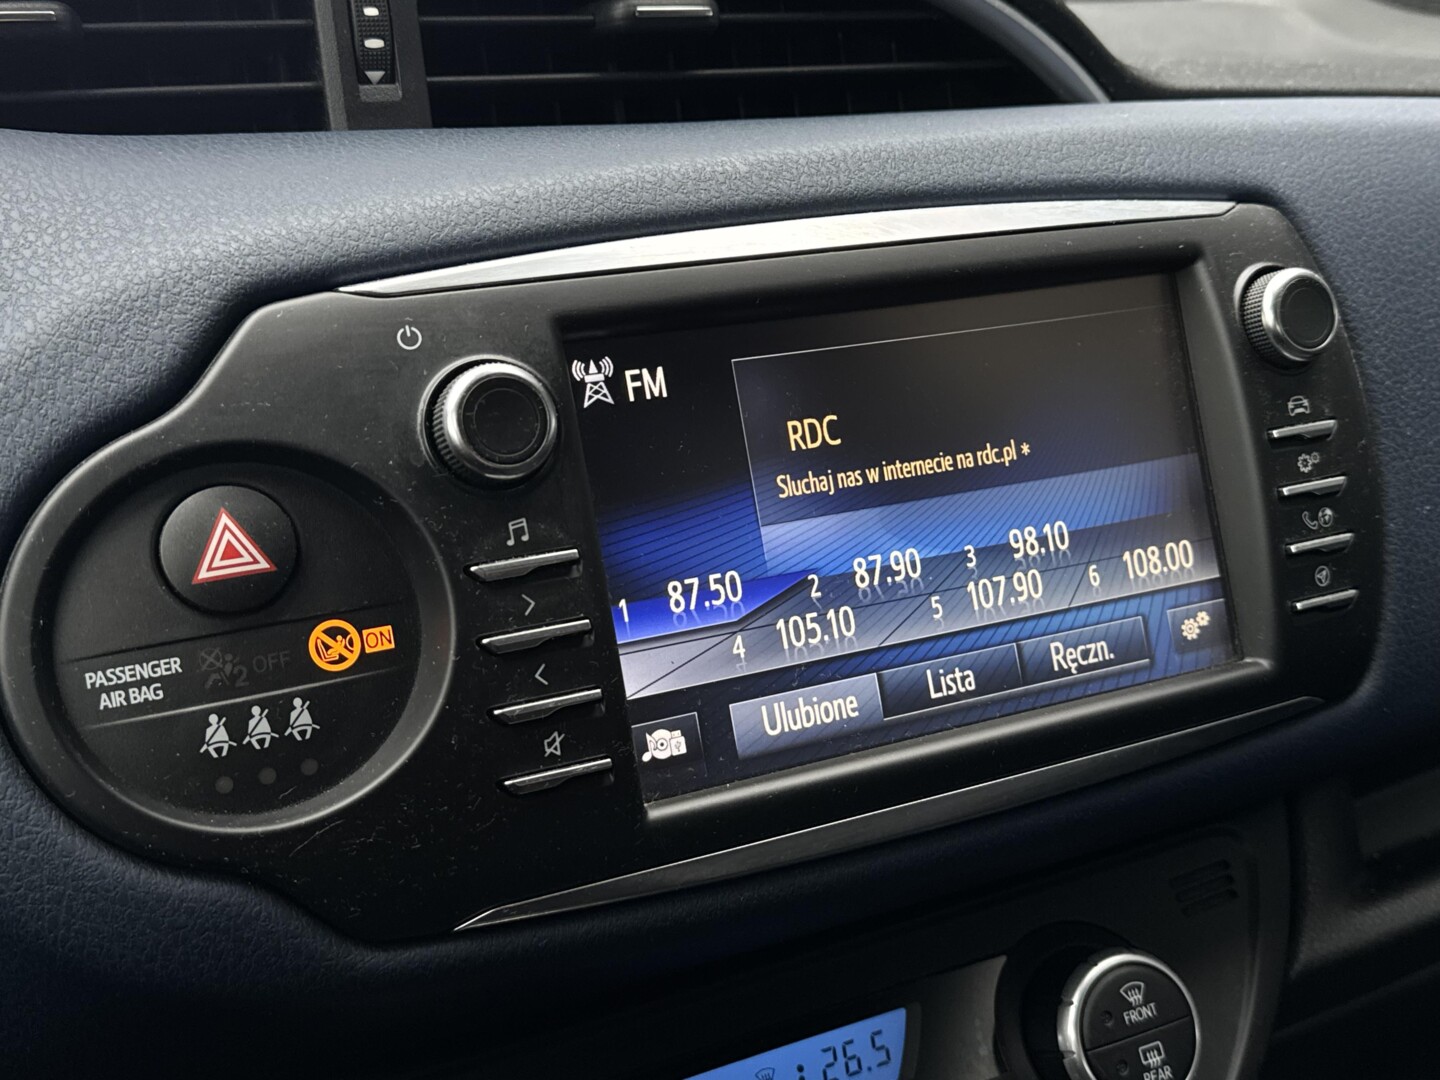 FM
RDC
Sluchaj nas w internecie na rdc.pl *
1 87.50 2 87.90 3 98.10
4 105.10 5 107.90 6 108.00
Ulubione Lista Ręczn.
PASSENGER
AIR BAG
2 OFF
ON
FRONT
REAR
26.5